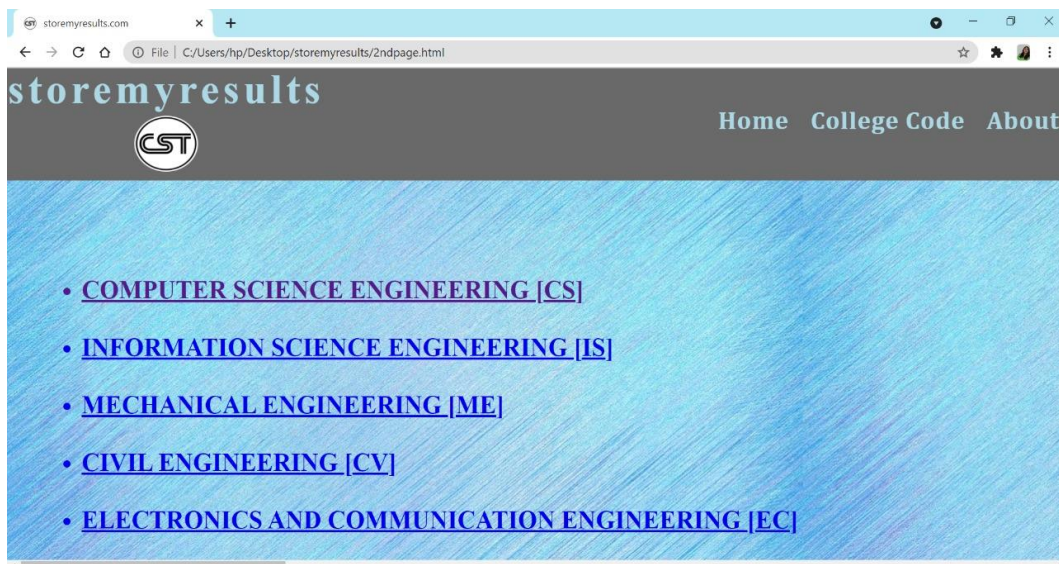 storemyresults.com
File | C:/Users/hp/Desktop/storemyresults/2ndpage.html
storemyresults
CST
Home College Code About
• COMPUTER SCIENCE ENGINEERING [CS]
• INFORMATION SCIENCE ENGINEERING [IS]
• MECHANICAL ENGINEERING [ME]
• CIVIL ENGINEERING [CV]
• ELECTRONICS AND COMMUNICATION ENGINEERING [EC]